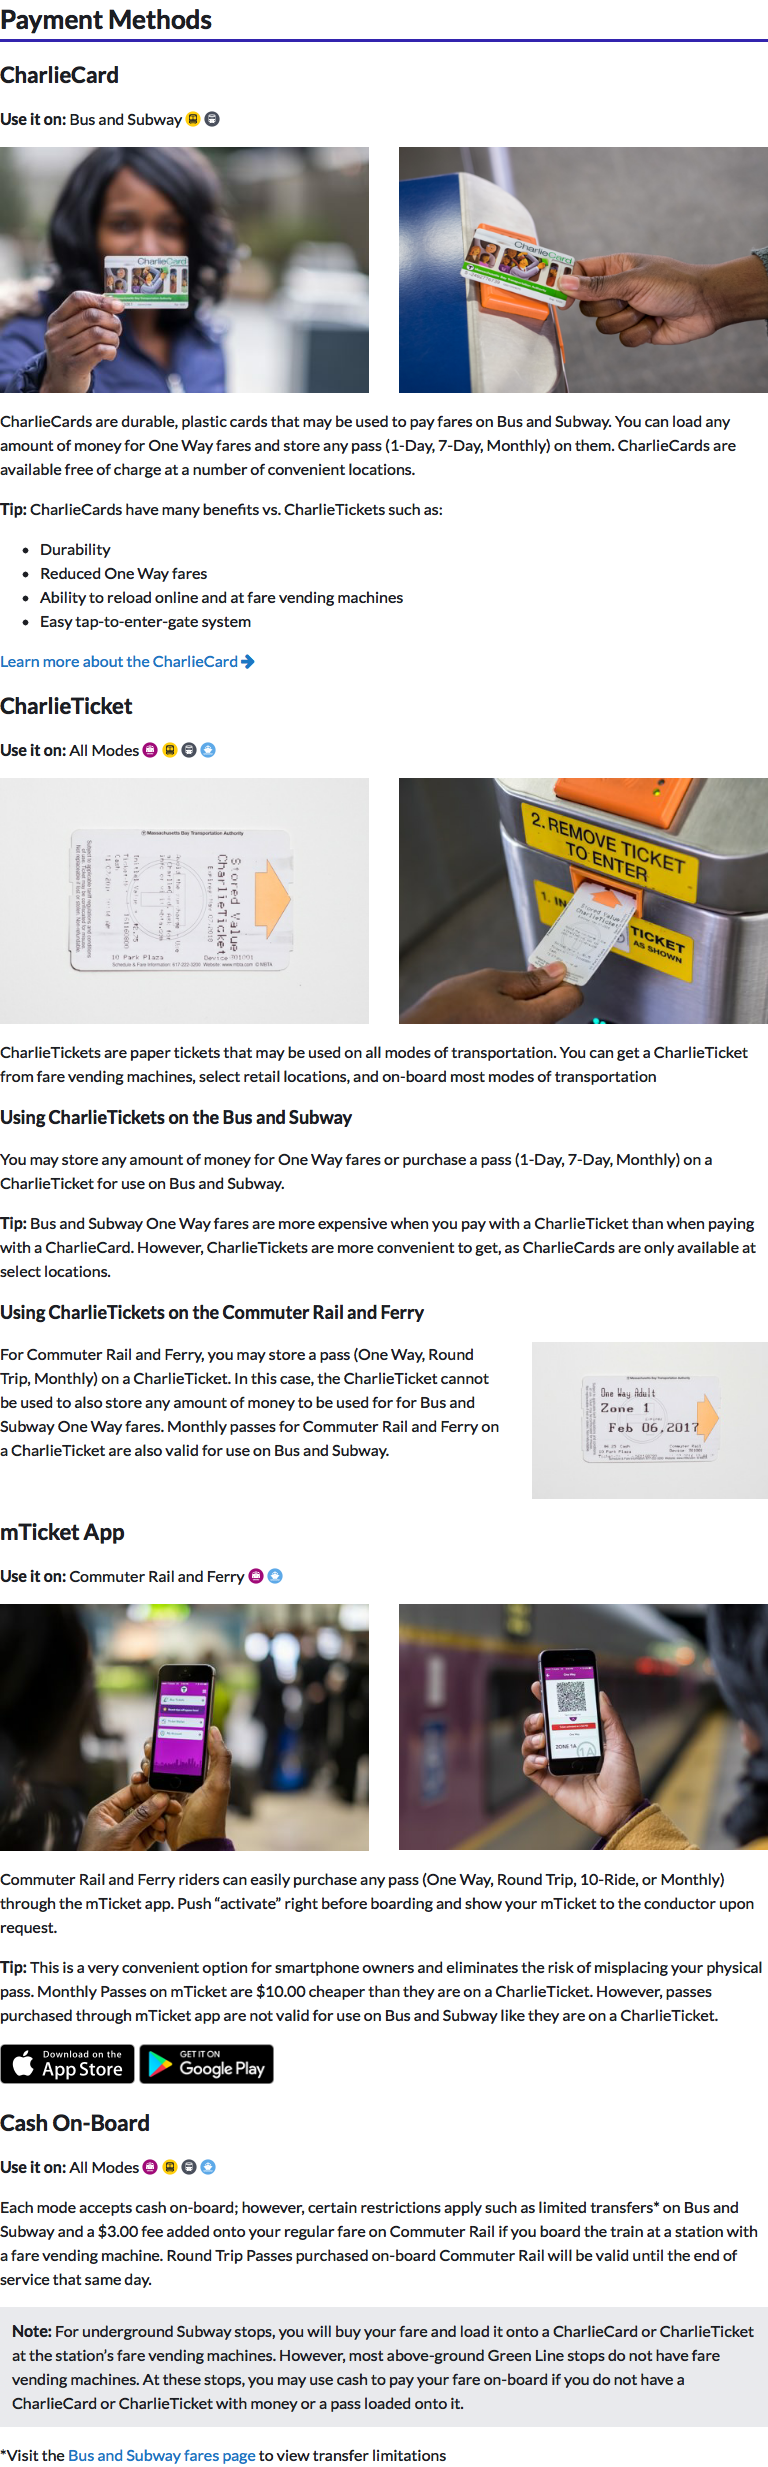 Payment Methods
CharlieCard
Use it on: Bus and Subway
CharlieCard
CharlieCard
Massachusetts Bay Transportation Authority
CharlieCards are durable, plastic cards that may be used to pay fares on Bus and Subway. You can load any
amount of money for One Way fares and store any pass (1-Day, 7-Day, Monthly) on them. CharlieCards are
available free of charge at a number of convenient locations.
Tip: CharlieCards have many benefits vs. CharlieTickets such as:
• Durability
• Reduced One Way fares
• Ability to reload online and at fare vending machines
• Easy tap-to-enter-gate system
Learn more about the CharlieCard
CharlieTicket
Use it on: All Modes
Massachusetts Bay Transportation Authority
Stored Value
CharlieTicket
10 Park Plaza
Schedule & Fare Information: 617-222-3200 Website: www.mbta.com © MBTA
2. REMOVE TICKET
TO ENTER
1. IN
TICKET
AS SHOWN
Stored Value
CharlieTicket
CharlieTickets are paper tickets that may be used on all modes of transportation. You can get a CharlieTicket
from fare vending machines, select retail locations, and on-board most modes of transportation
Using CharlieTickets on the Bus and Subway
You may store any amount of money for One Way fares or purchase a pass (1-Day, 7-Day, Monthly) on a
CharlieTicket for use on Bus and Subway.
Tip: Bus and Subway One Way fares are more expensive when you pay with a CharlieTicket than when paying
with a CharlieCard. However, CharlieTickets are more convenient to get, as CharlieCards are only available at
select locations.
Using CharlieTickets on the Commuter Rail and Ferry
For Commuter Rail and Ferry, you may store a pass (One Way, Round
Trip, Monthly) on a CharlieTicket. In this case, the CharlieTicket cannot
be used to also store any amount of money to be used for for Bus and
Subway One Way fares. Monthly passes for Commuter Rail and Ferry on
a CharlieTicket are also valid for use on Bus and Subway.
One Way Adult
Zone 1
Feb 06,2017
mTicket App
Use it on: Commuter Rail and Ferry
One Way
ZONE 1A
1A
Commuter Rail and Ferry riders can easily purchase any pass (One Way, Round Trip, 10-Ride, or Monthly)
through the mTicket app. Push “activate” right before boarding and show your mTicket to the conductor upon
request.
Tip: This is a very convenient option for smartphone owners and eliminates the risk of misplacing your physical
pass. Monthly Passes on mTicket are $10.00 cheaper than they are on a CharlieTicket. However, passes
purchased through mTicket app are not valid for use on Bus and Subway like they are on a CharlieTicket.
Download on the
App Store
GET IT ON
Google Play
Cash On-Board
Use it on: All Modes
Each mode accepts cash on-board; however, certain restrictions apply such as limited transfers* on Bus and
Subway and a $3.00 fee added onto your regular fare on Commuter Rail if you board the train at a station with
a fare vending machine. Round Trip Passes purchased on-board Commuter Rail will be valid until the end of
service that same day.
Note: For underground Subway stops, you will buy your fare and load it onto a CharlieCard or CharlieTicket
at the station’s fare vending machines. However, most above-ground Green Line stops do not have fare
vending machines. At these stops, you may use cash to pay your fare on-board if you do not have a
CharlieCard or CharlieTicket with money or a pass loaded onto it.
*Visit the Bus and Subway fares page to view transfer limitations